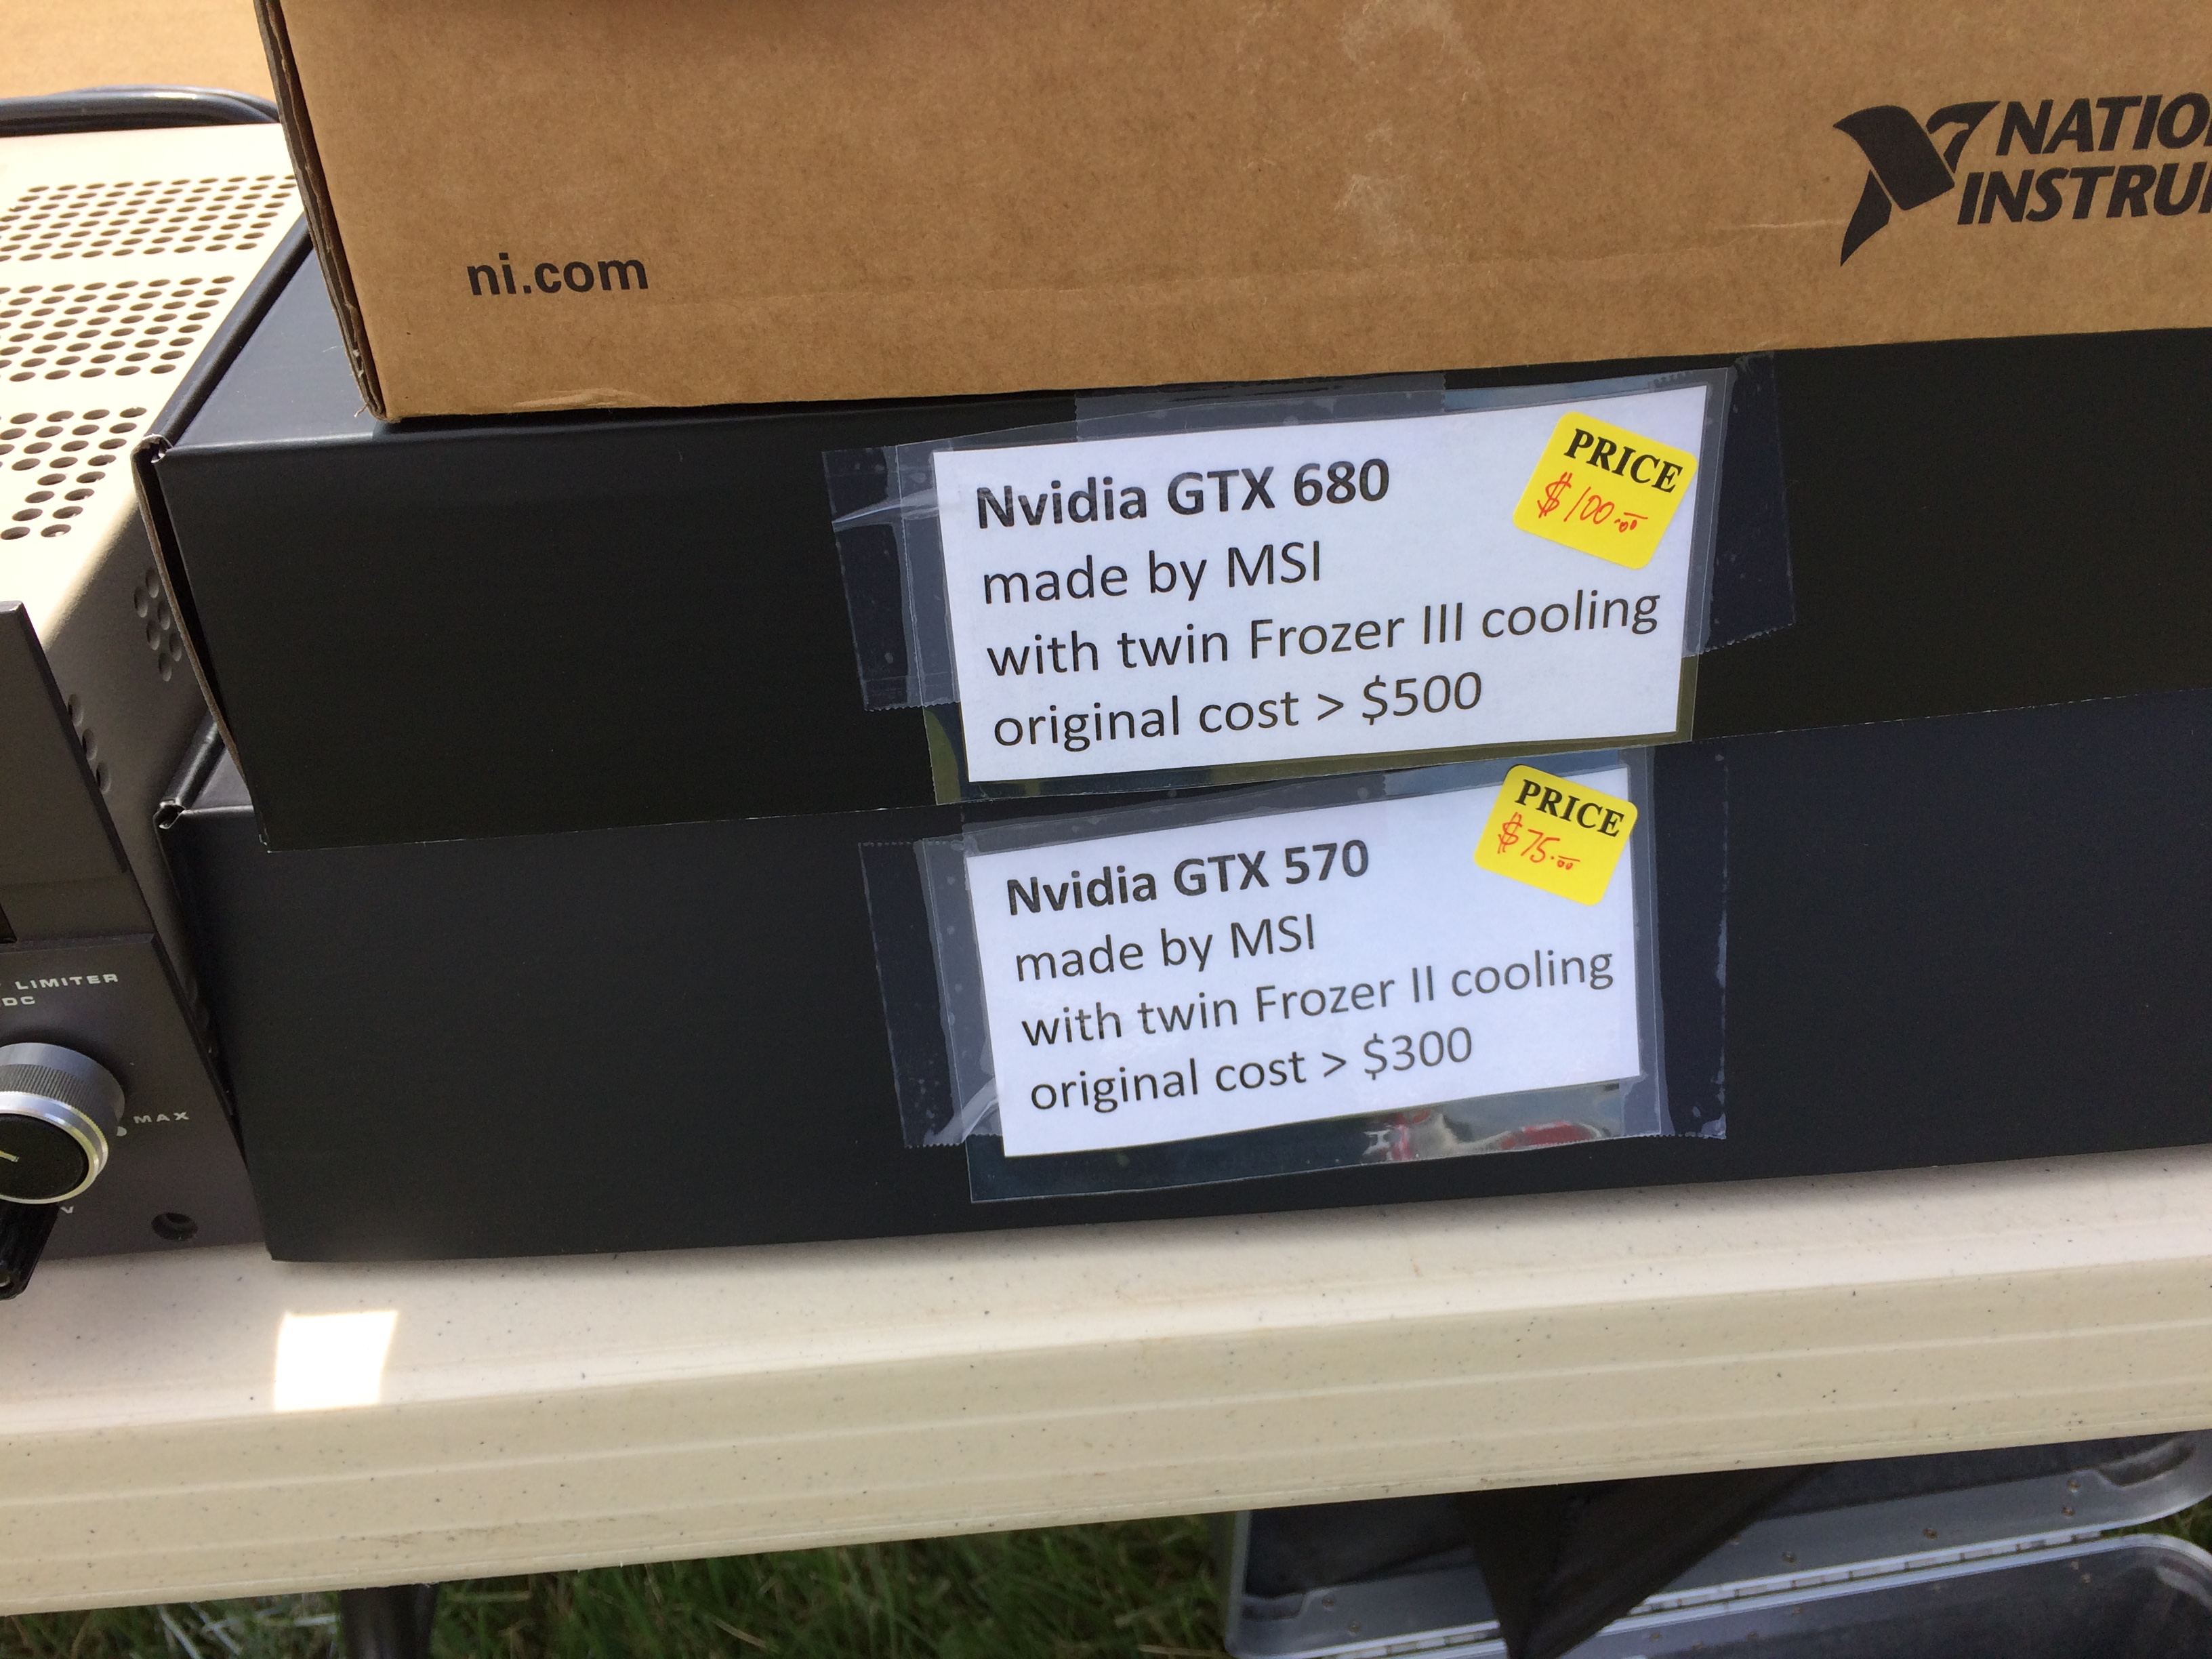 NATIO
INSTRU
ni.com
Nvidia GTX 680
made by MSI
with twin Frozer III cooling
original cost > $500
PRICE
$100.00
Nvidia GTX 570
made by MSI
with twin Frozer II cooling
original cost > $300
PRICE
$75.00
LIMITER
DC
MAX